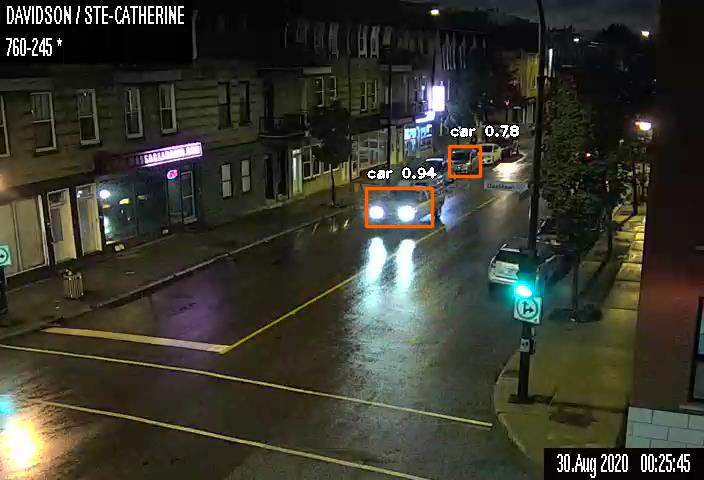 DAVIDSON / STE-CATHERINE
760-245 *
car 0.78
car 0.94
30.Aug 2020 00:25:45